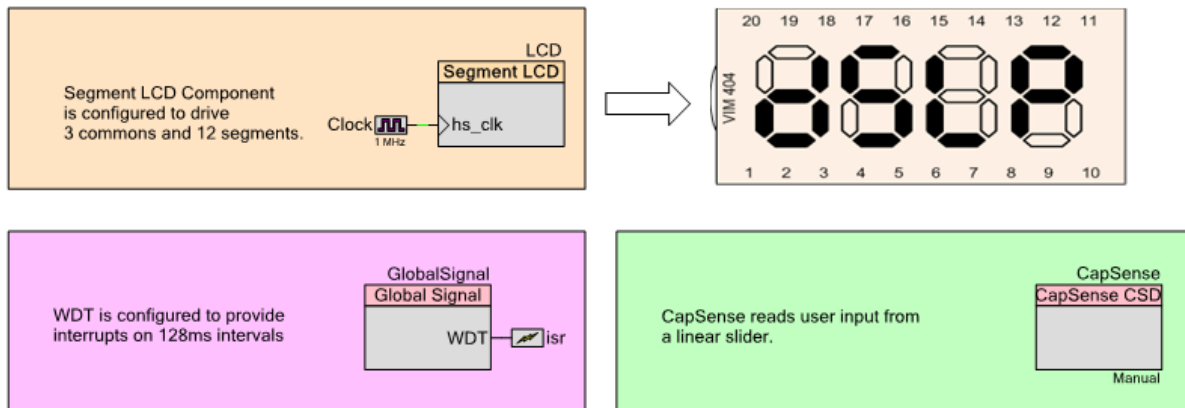 LCD
Segment LCD
Segment LCD Component
is configured to drive
3 commons and 12 segments.
Clock
1 MHz
hs_clk
20 19 18 17 16 15 14 13 12 11
VIM 404
dSLP
1 2 3 4 5 6 7 8 9 10
GlobalSignal
Global Signal
WDT is configured to provide
interrupts on 128ms intervals
WDT
isr
CapSense
CapSense CSD
CapSense reads user input from
a linear slider.
Manual